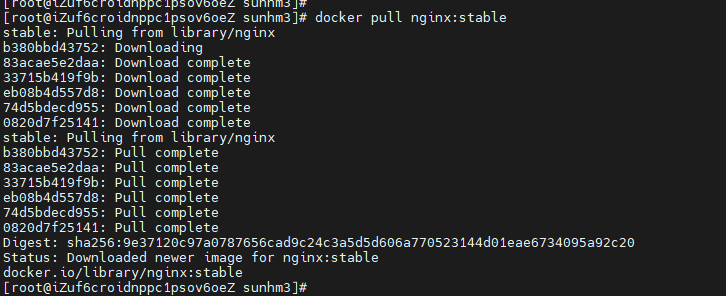 [root@iZuf6croidnppc1psov6oeZ sunhm3]#
[root@iZuf6croidnppc1psov6oeZ sunhm3]# docker pull nginx:stable
stable: Pulling from library/nginx
b380bbd43752: Downloading
83acae5e2daa: Download complete
33715b419f9b: Download complete
eb08b4d557d8: Download complete
74d5bdecd955: Download complete
0820d7f25141: Download complete
stable: Pulling from library/nginx
b380bbd43752: Pull complete
83acae5e2daa: Pull complete
33715b419f9b: Pull complete
eb08b4d557d8: Pull complete
74d5bdecd955: Pull complete
0820d7f25141: Pull complete
Digest: sha256:9e37120c97a0787656cad9c24c3a5d5d606a770523144d01eae6734095a92c20
Status: Downloaded newer image for nginx:stable
docker.io/library/nginx:stable
[root@iZuf6croidnppc1psov6oeZ sunhm3]#